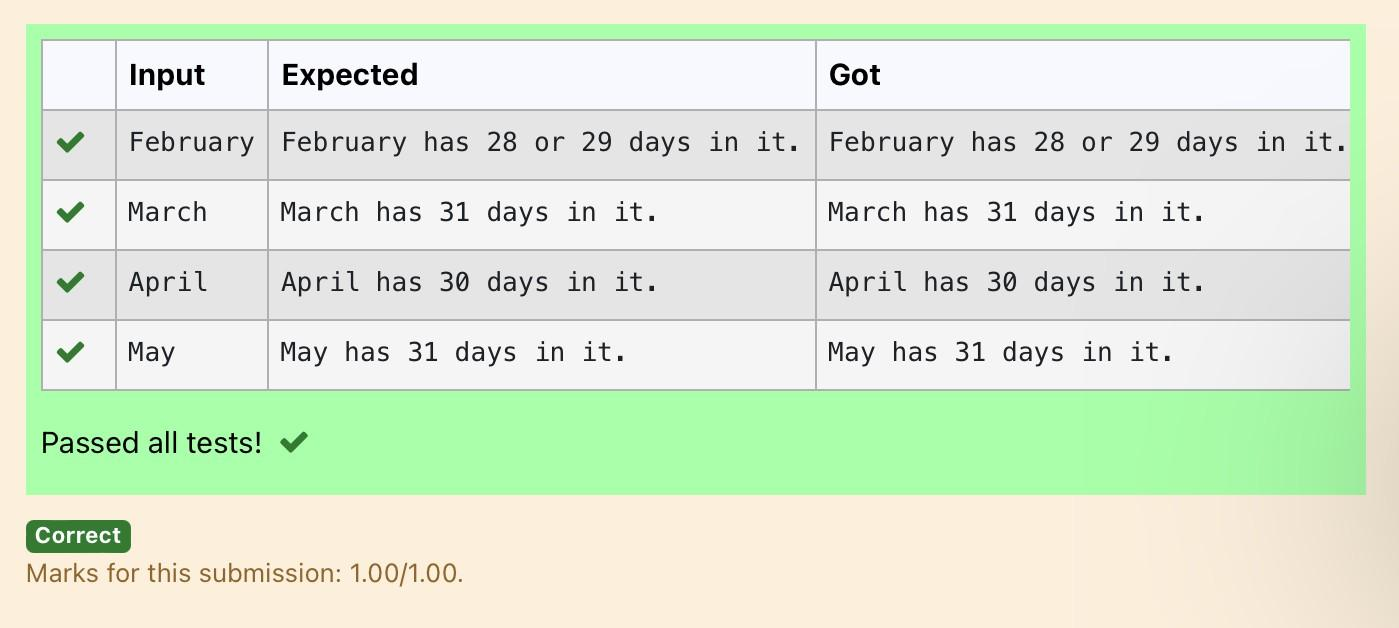 Input Expected Got
February February has 28 or 29 days in it. February has 28 or 29 days in it.
March March has 31 days in it. March has 31 days in it.
April April has 30 days in it. April has 30 days in it.
May May has 31 days in it. May has 31 days in it.
Passed all tests!
Correct
Marks for this submission: 1.00/1.00.